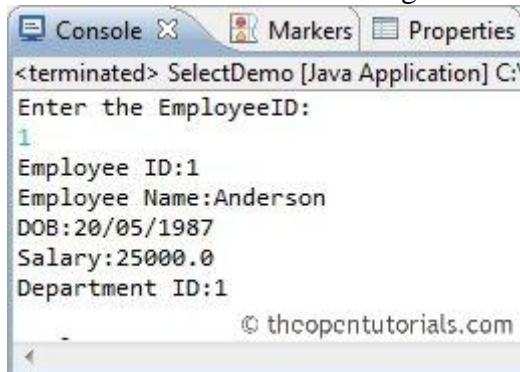 Console Markers Properties
<terminated> SelectDemo [Java Application] C:\
Enter the EmployeeID:
1
Employee ID:1
Employee Name:Anderson
DOB:20/05/1987
Salary:25000.0
Department ID:1
© theopentutorials.com